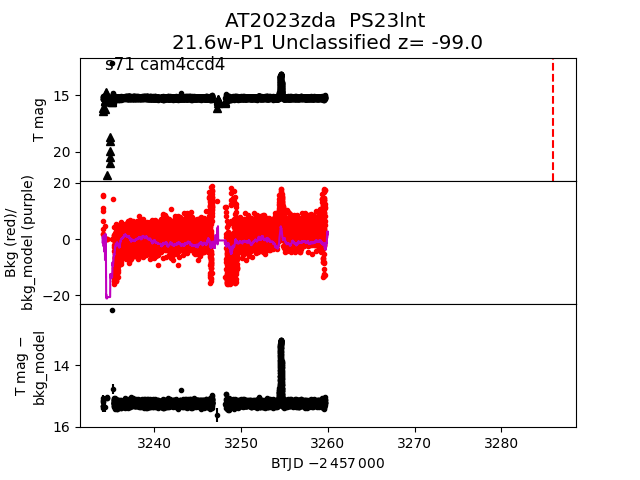 AT2023zda  PS23lnt
21.6w-P1 Unclassified z= -99.0
s71 cam4ccd4
15
20
T mag
20
0
−20
Bkg (red)/
bkg_model (purple)
14
16
T mag −
bkg_model
3240 3250 3260 3270 3280
BTJD −2 457 000